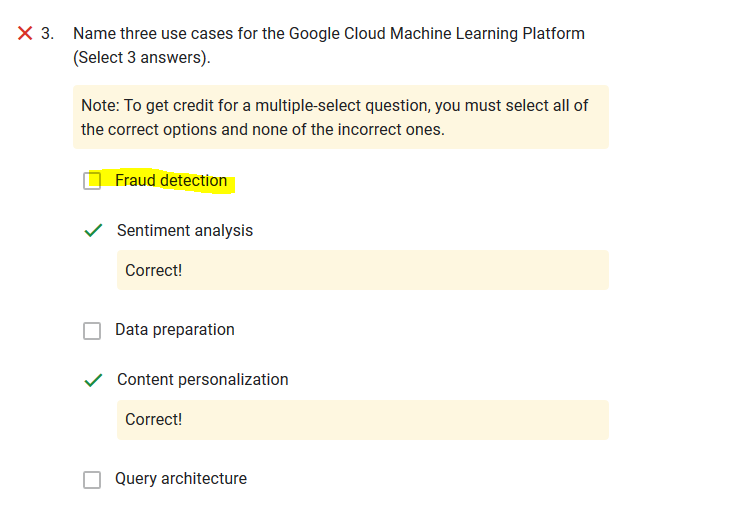 3. Name three use cases for the Google Cloud Machine Learning Platform
(Select 3 answers).
Note: To get credit for a multiple-select question, you must select all of
the correct options and none of the incorrect ones.
Fraud detection
Sentiment analysis
Correct!
Data preparation
Content personalization
Correct!
Query architecture